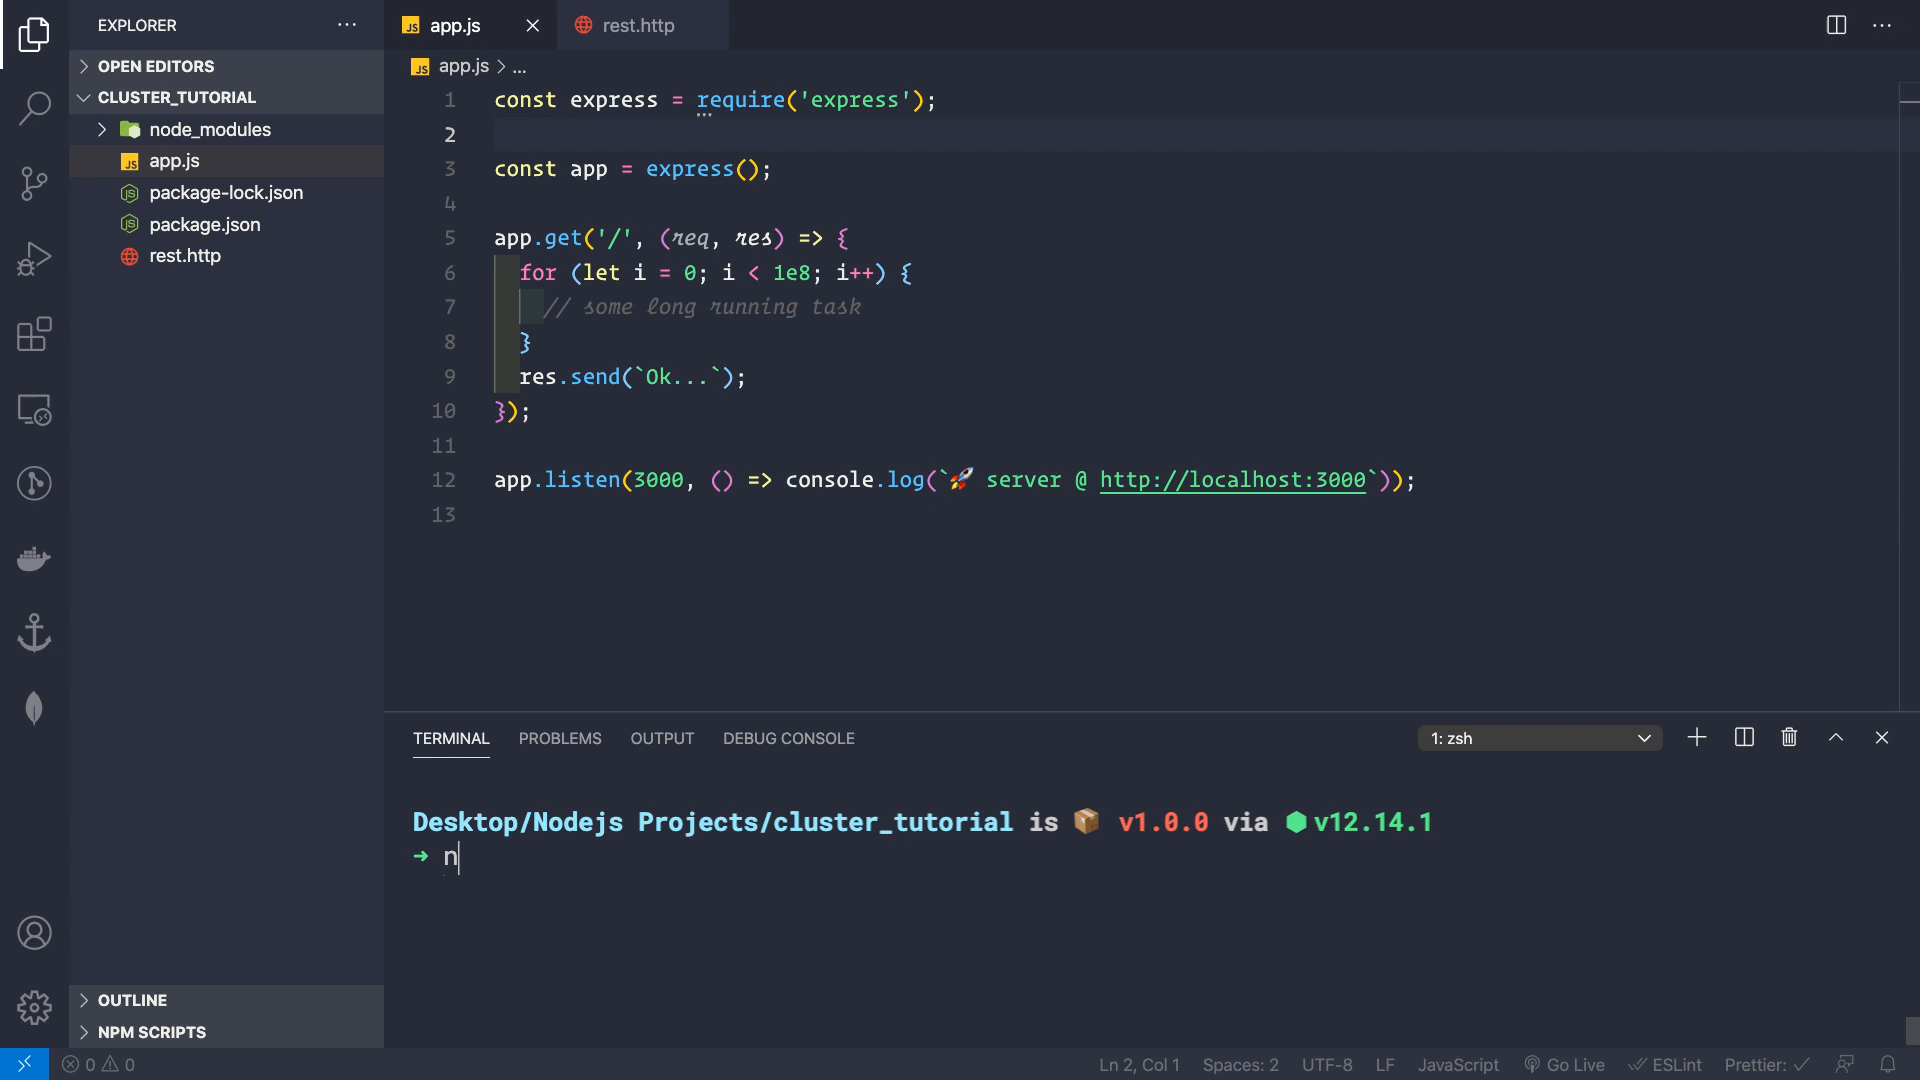 EXPLORER
OPEN EDITORS
CLUSTER_TUTORIAL
node_modules
JS app.js
JS package-lock.json
JS package.json
rest.http
OUTLINE
NPM SCRIPTS
JS app.js
rest.http
JS app.js > ...
1 const express = require('express');
2
3 const app = express();
4
5 app.get('/', (req, res) => {
6 for (let i = 0; i < 1e8; i++) {
7 // some long running task
8 }
9 res.send(`Ok...`);
10 });
11
12 app.listen(3000, () => console.log(`🚀 server @ http://localhost:3000`));
13
TERMINAL PROBLEMS OUTPUT DEBUG CONSOLE 1: zsh
Desktop/Nodejs Projects/cluster_tutorial is 📦 v1.0.0 via ⬢ v12.14.1
➜ n
0 0 Ln 2, Col 1 Spaces: 2 UTF-8 LF JavaScript Go Live ESLint Prettier: ✓